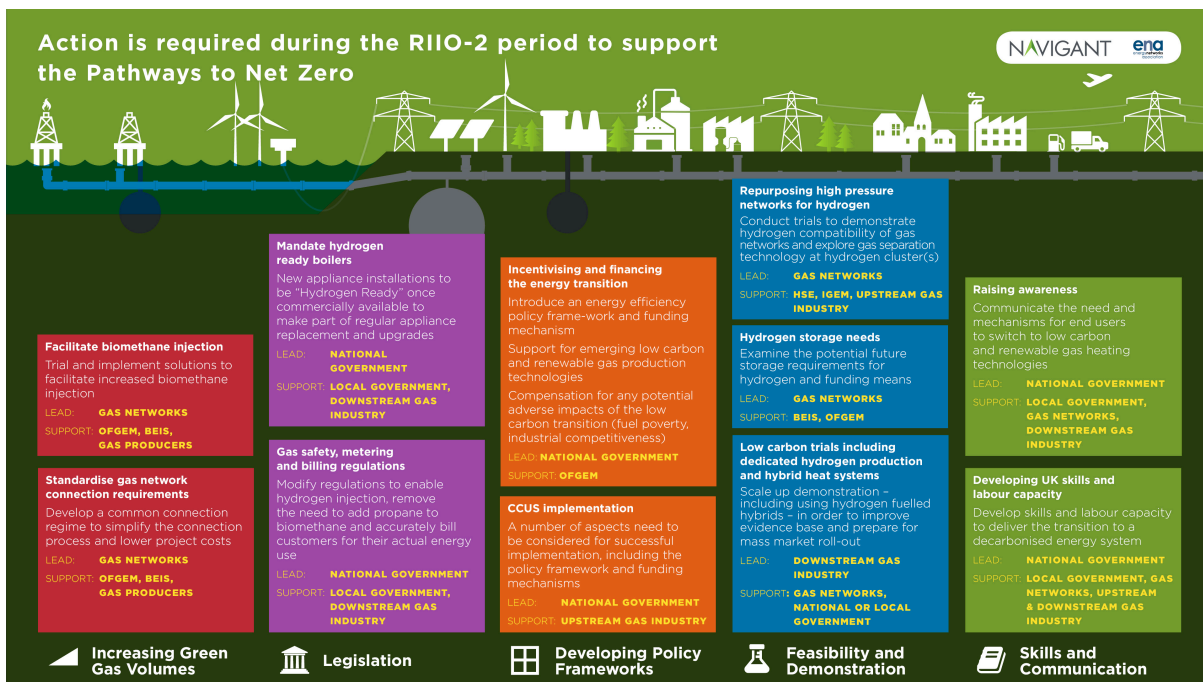 Action is required during the RIIO-2 period to support
the Pathways to Net Zero
NAVIGANT
ena
energy networks
association
Facilitate biomethane injection
Trial and implement solutions to
facilitate increased biomethane
injection
LEAD: GAS NETWORKS
SUPPORT: OFGEM, BEIS,
GAS PRODUCERS
Standardise gas network
connection requirements
Develop a common connection
regime to simplify the connection
process and lower project costs
LEAD: GAS NETWORKS
SUPPORT: OFGEM, BEIS,
GAS PRODUCERS
Increasing Green
Gas Volumes
Mandate hydrogen
ready boilers
New appliance installations to
be “Hydrogen Ready” once
commercially available to
make part of regular appliance
replacement and upgrades
LEAD: NATIONAL
GOVERNMENT
SUPPORT: LOCAL GOVERNMENT,
DOWNSTREAM GAS
INDUSTRY
Gas safety, metering
and billing regulations
Modify regulations to enable
hydrogen injection, remove
the need to add propane to
biomethane and accurately bill
customers for their actual energy
use
LEAD: NATIONAL GOVERNMENT
SUPPORT: LOCAL GOVERNMENT,
DOWNSTREAM GAS
INDUSTRY
Legislation
Incentivising and financing
the energy transition
Introduce an energy efficiency
policy frame-work and funding
mechanism
Support for emerging low carbon
and renewable gas production
technologies
Compensation for any potential
adverse impacts of the low
carbon transition (fuel poverty,
industrial competitiveness)
LEAD: NATIONAL GOVERNMENT
SUPPORT: OFGEM
CCUS implementation
A number of aspects need to
be considered for successful
implementation, including the
policy framework and funding
mechanisms
LEAD: NATIONAL GOVERNMENT
SUPPORT: UPSTREAM GAS INDUSTRY
Developing Policy
Frameworks
Repurposing high pressure
networks for hydrogen
Conduct trials to demonstrate
hydrogen compatibility of gas
networks and explore gas separation
technology at hydrogen cluster(s)
LEAD: GAS NETWORKS
SUPPORT: HSE, IGEM, UPSTREAM GAS
INDUSTRY
Hydrogen storage needs
Examine the potential future
storage requirements for
hydrogen and funding means
LEAD: GAS NETWORKS
SUPPORT: BEIS, OFGEM
Low carbon trials including
dedicated hydrogen production
and hybrid heat systems
Scale up demonstration –
including using hydrogen fuelled
hybrids – in order to improve
evidence base and prepare for
mass market roll-out
LEAD: DOWNSTREAM GAS
INDUSTRY
SUPPORT: GAS NETWORKS,
NATIONAL OR LOCAL
GOVERNMENT
Feasibility and
Demonstration
Raising awareness
Communicate the need and
mechanisms for end users
to switch to low carbon
and renewable gas heating
technologies
LEAD: NATIONAL GOVERNMENT
SUPPORT: LOCAL GOVERNMENT,
GAS NETWORKS,
DOWNSTREAM GAS
INDUSTRY
Developing UK skills and
labour capacity
Develop skills and labour capacity
to deliver the transition to a
decarbonised energy system
LEAD: NATIONAL GOVERNMENT
SUPPORT: LOCAL GOVERNMENT, GAS
NETWORKS, UPSTREAM
& DOWNSTREAM GAS
INDUSTRY
Skills and
Communication